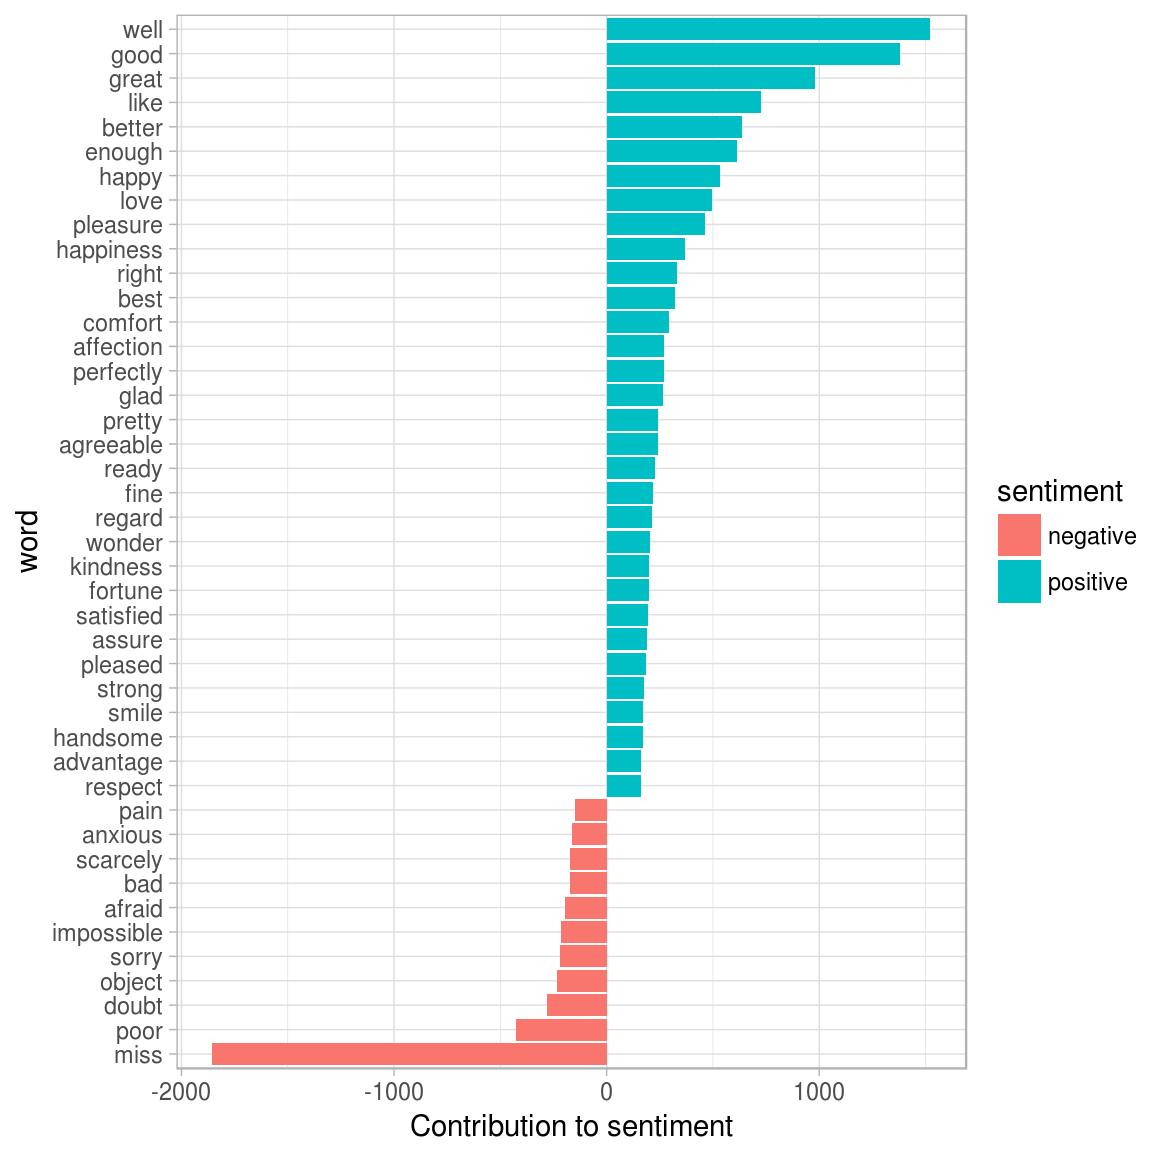 well
good
great
like
better
enough
happy
love
pleasure
happiness
right
best
comfort
affection
perfectly
glad
pretty
agreeable
ready
fine
regard
wonder
kindness
fortune
satisfied
assure
pleased
strong
smile
handsome
advantage
respect
pain
anxious
scarcely
bad
afraid
impossible
sorry
object
doubt
poor
miss
word
-2000 -1000 0 1000
Contribution to sentiment
sentiment
negative
positive